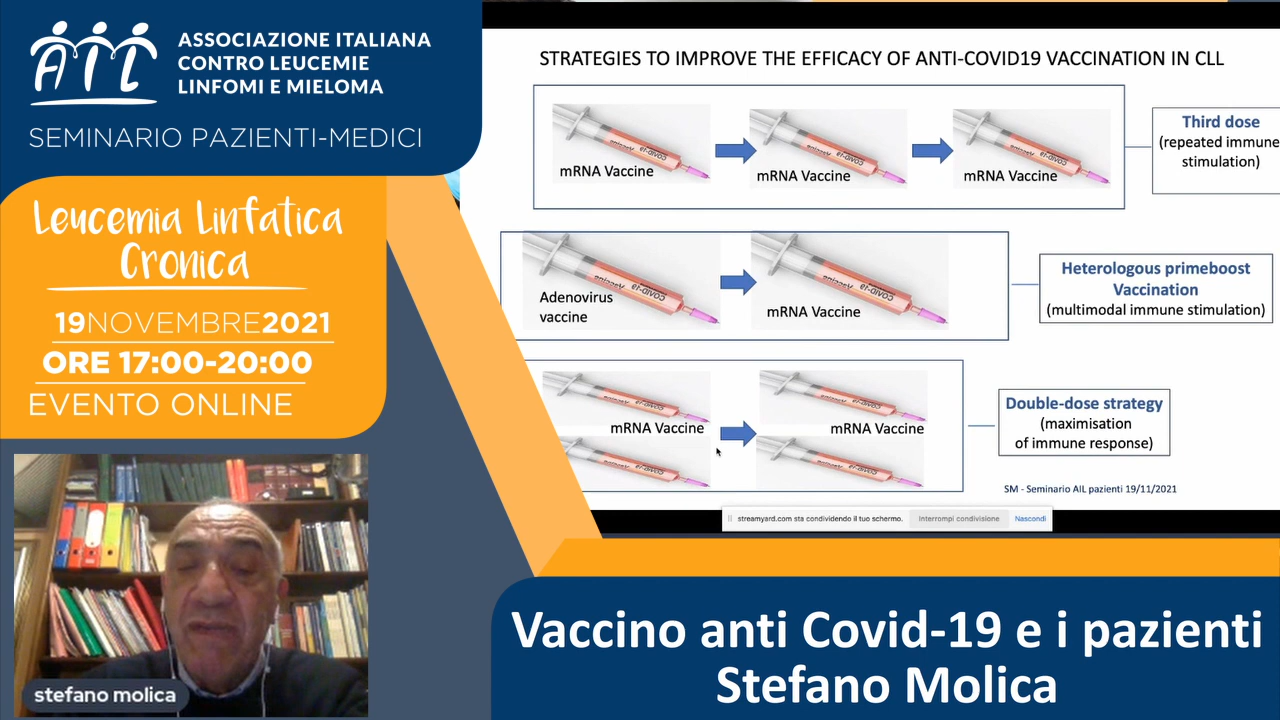 AIL
ASSOCIAZIONE ITALIANA
CONTRO LEUCEMIE
LINFOMI E MIELOMA
SEMINARIO PAZIENTI-MEDICI
Leucemia Linfatica
Cronica
19NOVEMBRE2021
ORE 17:00-20:00
EVENTO ONLINE
stefano molica
STRATEGIES TO IMPROVE THE EFFICACY OF ANTI-COVID19 VACCINATION IN CLL
mRNA Vaccine
mRNA Vaccine
mRNA Vaccine
Third dose
(repeated immune
stimulation)
Adenovirus
vaccine
mRNA Vaccine
Heterologous primeboost
Vaccination
(multimodal immune stimulation)
mRNA Vaccine
mRNA Vaccine
Double-dose strategy
(maximisation
of immune response)
SM - Seminario AIL pazienti 19/11/2021
streamyard.com sta condividendo il tuo schermo.
Interrompi condivisione
Nascondi
Vaccino anti Covid-19 e i pazienti
Stefano Molica